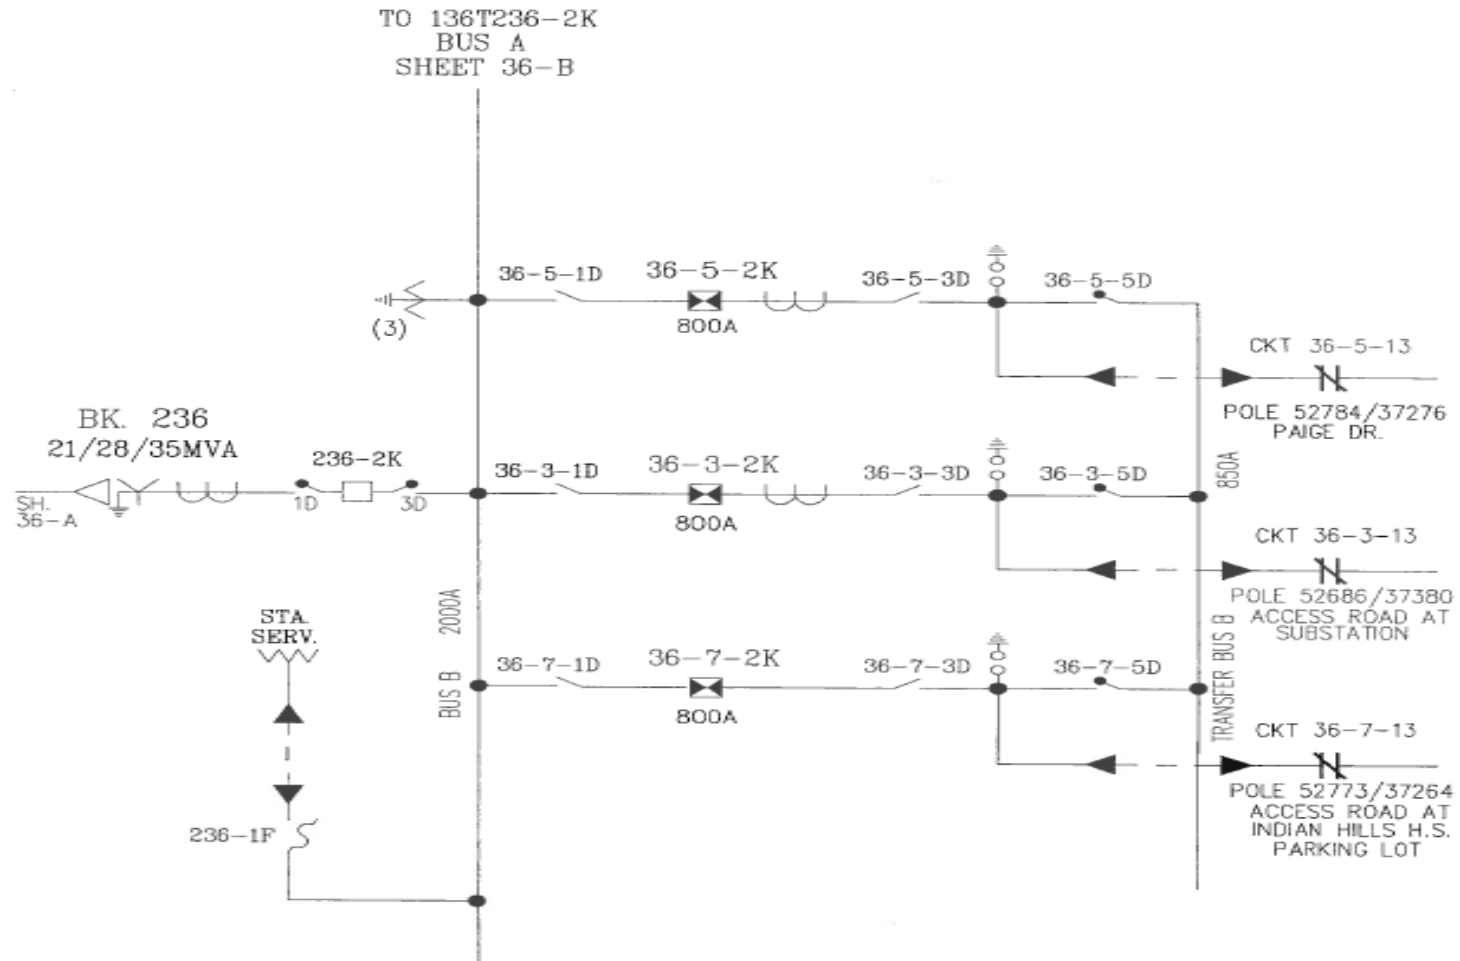 TO 136T236-2K
BUS A
SHEET 36-B
36-5-1D
36-5-2K
36-5-3D
36-5-5D
(3)
800A
CKT 36-5-13
POLE 52784/37276
PAIGE DR.
BK. 236
21/28/35MVA
236-2K
1D
3D
SH.
36-A
36-3-1D
36-3-2K
36-3-3D
36-3-5D
800A
850A
CKT 36-3-13
POLE 52686/37380
ACCESS ROAD AT
SUBSTATION
STA.
SERV.
BUS B 2000A
TRANSFER BUS B
36-7-1D
36-7-2K
36-7-3D
36-7-5D
800A
CKT 36-7-13
POLE 52773/37264
ACCESS ROAD AT
INDIAN HILLS H.S.
PARKING LOT
236-1F